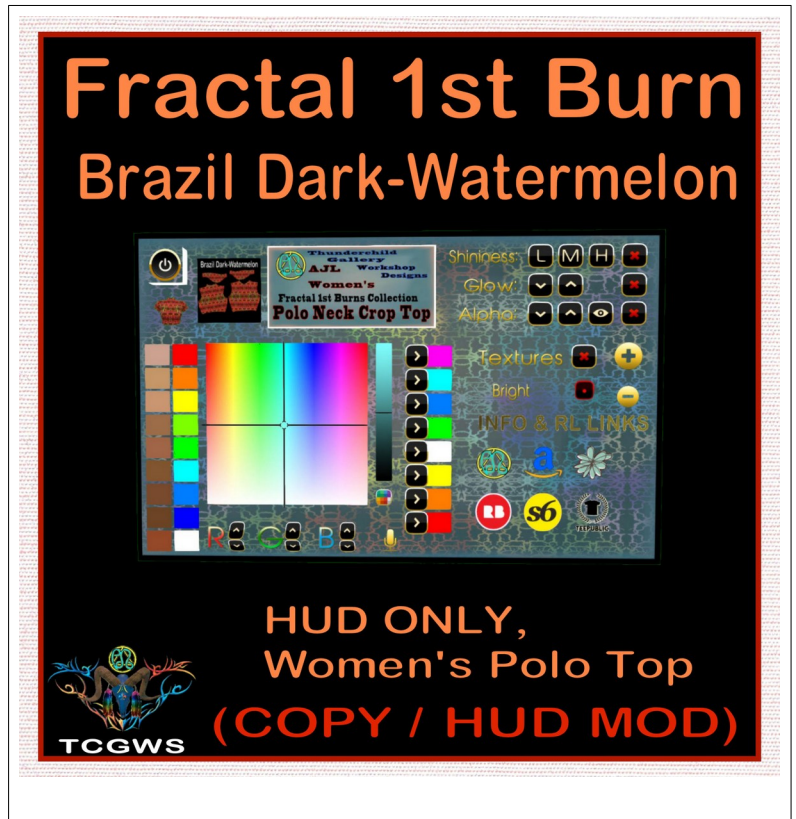 Fractal 1st Burn
Brazil Dark-Watermelon
Brazil Dark-Watermelon
Thunderchild
Gallery
AJL Workshop
Designs
Women's
Fractal 1st Burns Collection
Polo Neck Crop Top
Shininess: L M H
Glow:
Alpha:
Textures
Bright
INFO & RL LINKS
a
RB
s6
TEEPUBLIC
R G B
HUD ONLY,
Women's Polo Top
(COPY / HUD MOD)
TCGWS